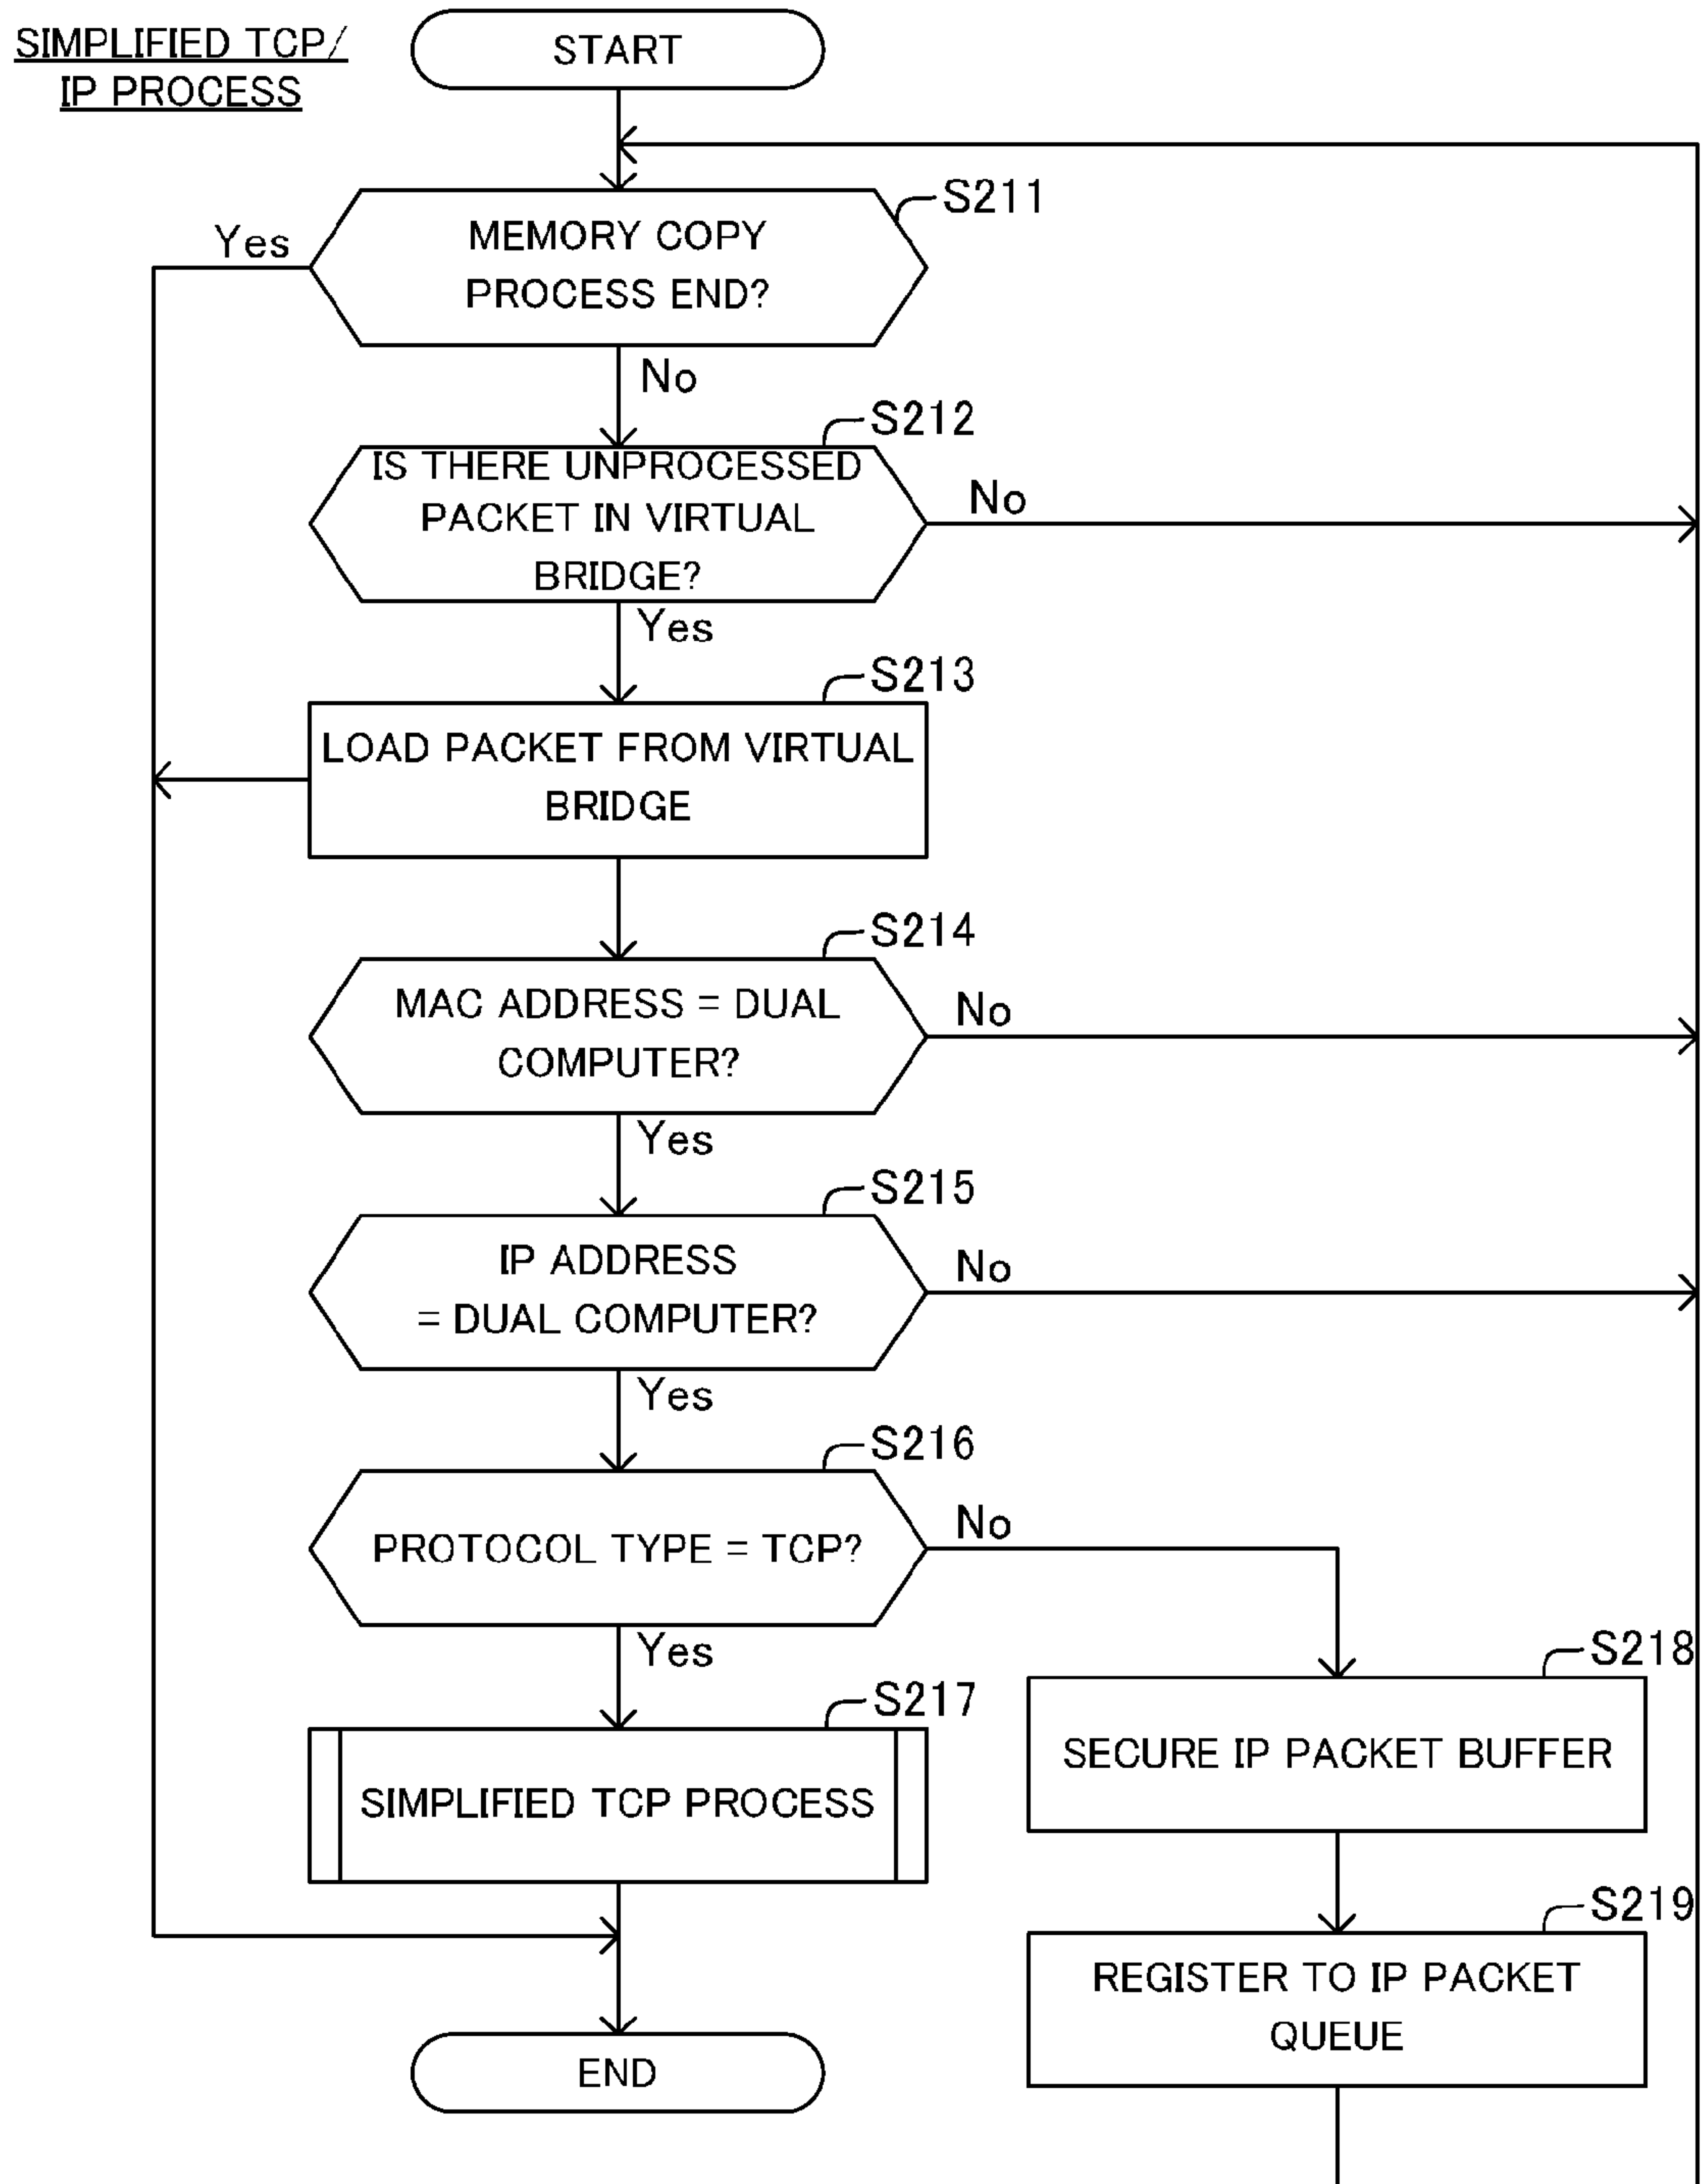 SIMPLIFIED TCP/
IP PROCESS
START
S211
MEMORY COPY
PROCESS END?
Yes
No
S212
IS THERE UNPROCESSED
PACKET IN VIRTUAL
BRIDGE?
No
Yes
S213
LOAD PACKET FROM VIRTUAL
BRIDGE
S214
MAC ADDRESS = DUAL
COMPUTER?
No
Yes
S215
IP ADDRESS
= DUAL COMPUTER?
No
Yes
S216
PROTOCOL TYPE = TCP?
No
Yes
S217
SIMPLIFIED TCP PROCESS
S218
SECURE IP PACKET BUFFER
S219
REGISTER TO IP PACKET
QUEUE
END